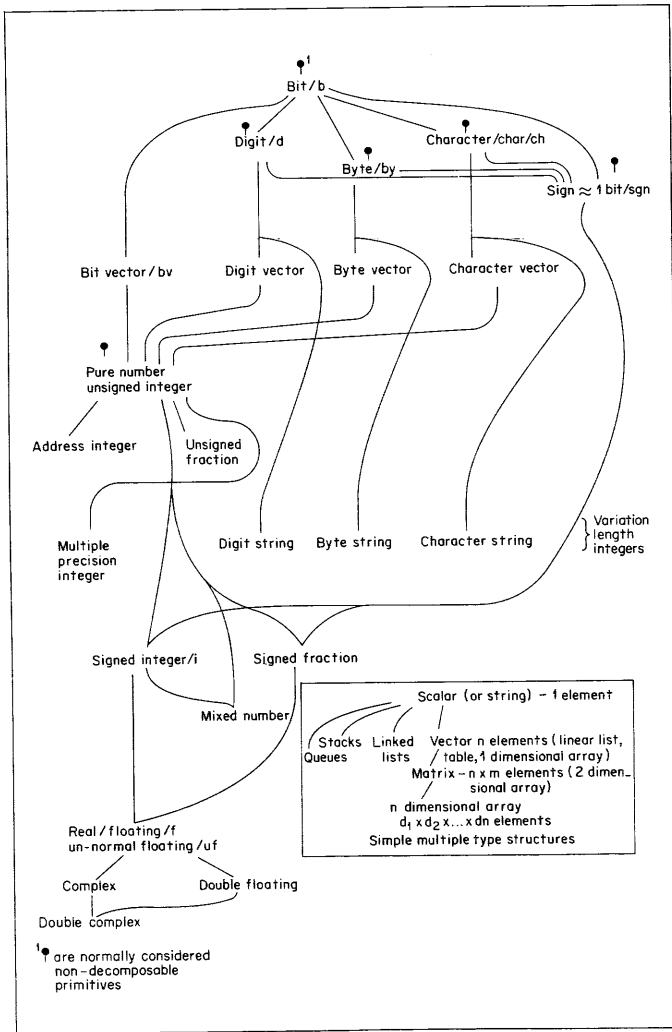 1
Bit/b
Digit/d
Character/char/ch
Byte/by
Sign ≈ 1 bit/sgn
Bit vector/bv
Digit vector
Byte vector
Character vector
Pure number
unsigned integer
Address integer
Unsigned
fraction
Multiple
precision
integer
Digit string
Byte string
Character string
Variation
length
integers
Signed integer/i
Signed fraction
Mixed number
Scalar (or string) - 1 element
Stacks
Queues
Linked
lists
Vector n elements (linear list,
table, 1 dimensional array)
Matrix - n x m elements (2 dimen-
sional array)
n dimensional array
d1 x d2 x...x dn elements
Simple multiple type structures
Real/floating/f
un-normal floating/uf
Complex
Double floating
Double complex
1 are normally considered
non-decomposable
primitives